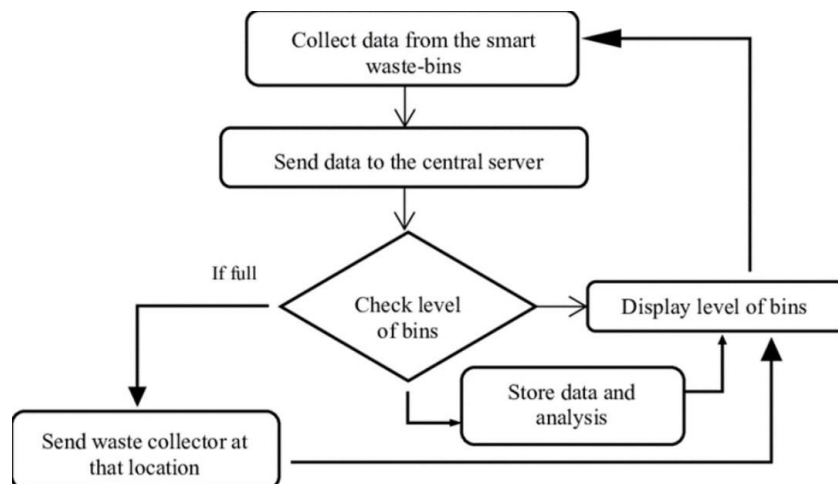 Collect data from the smart
waste-bins
Send data to the central server
If full
Check level
of bins
Display level of bins
Store data and
analysis
Send waste collector at
that location